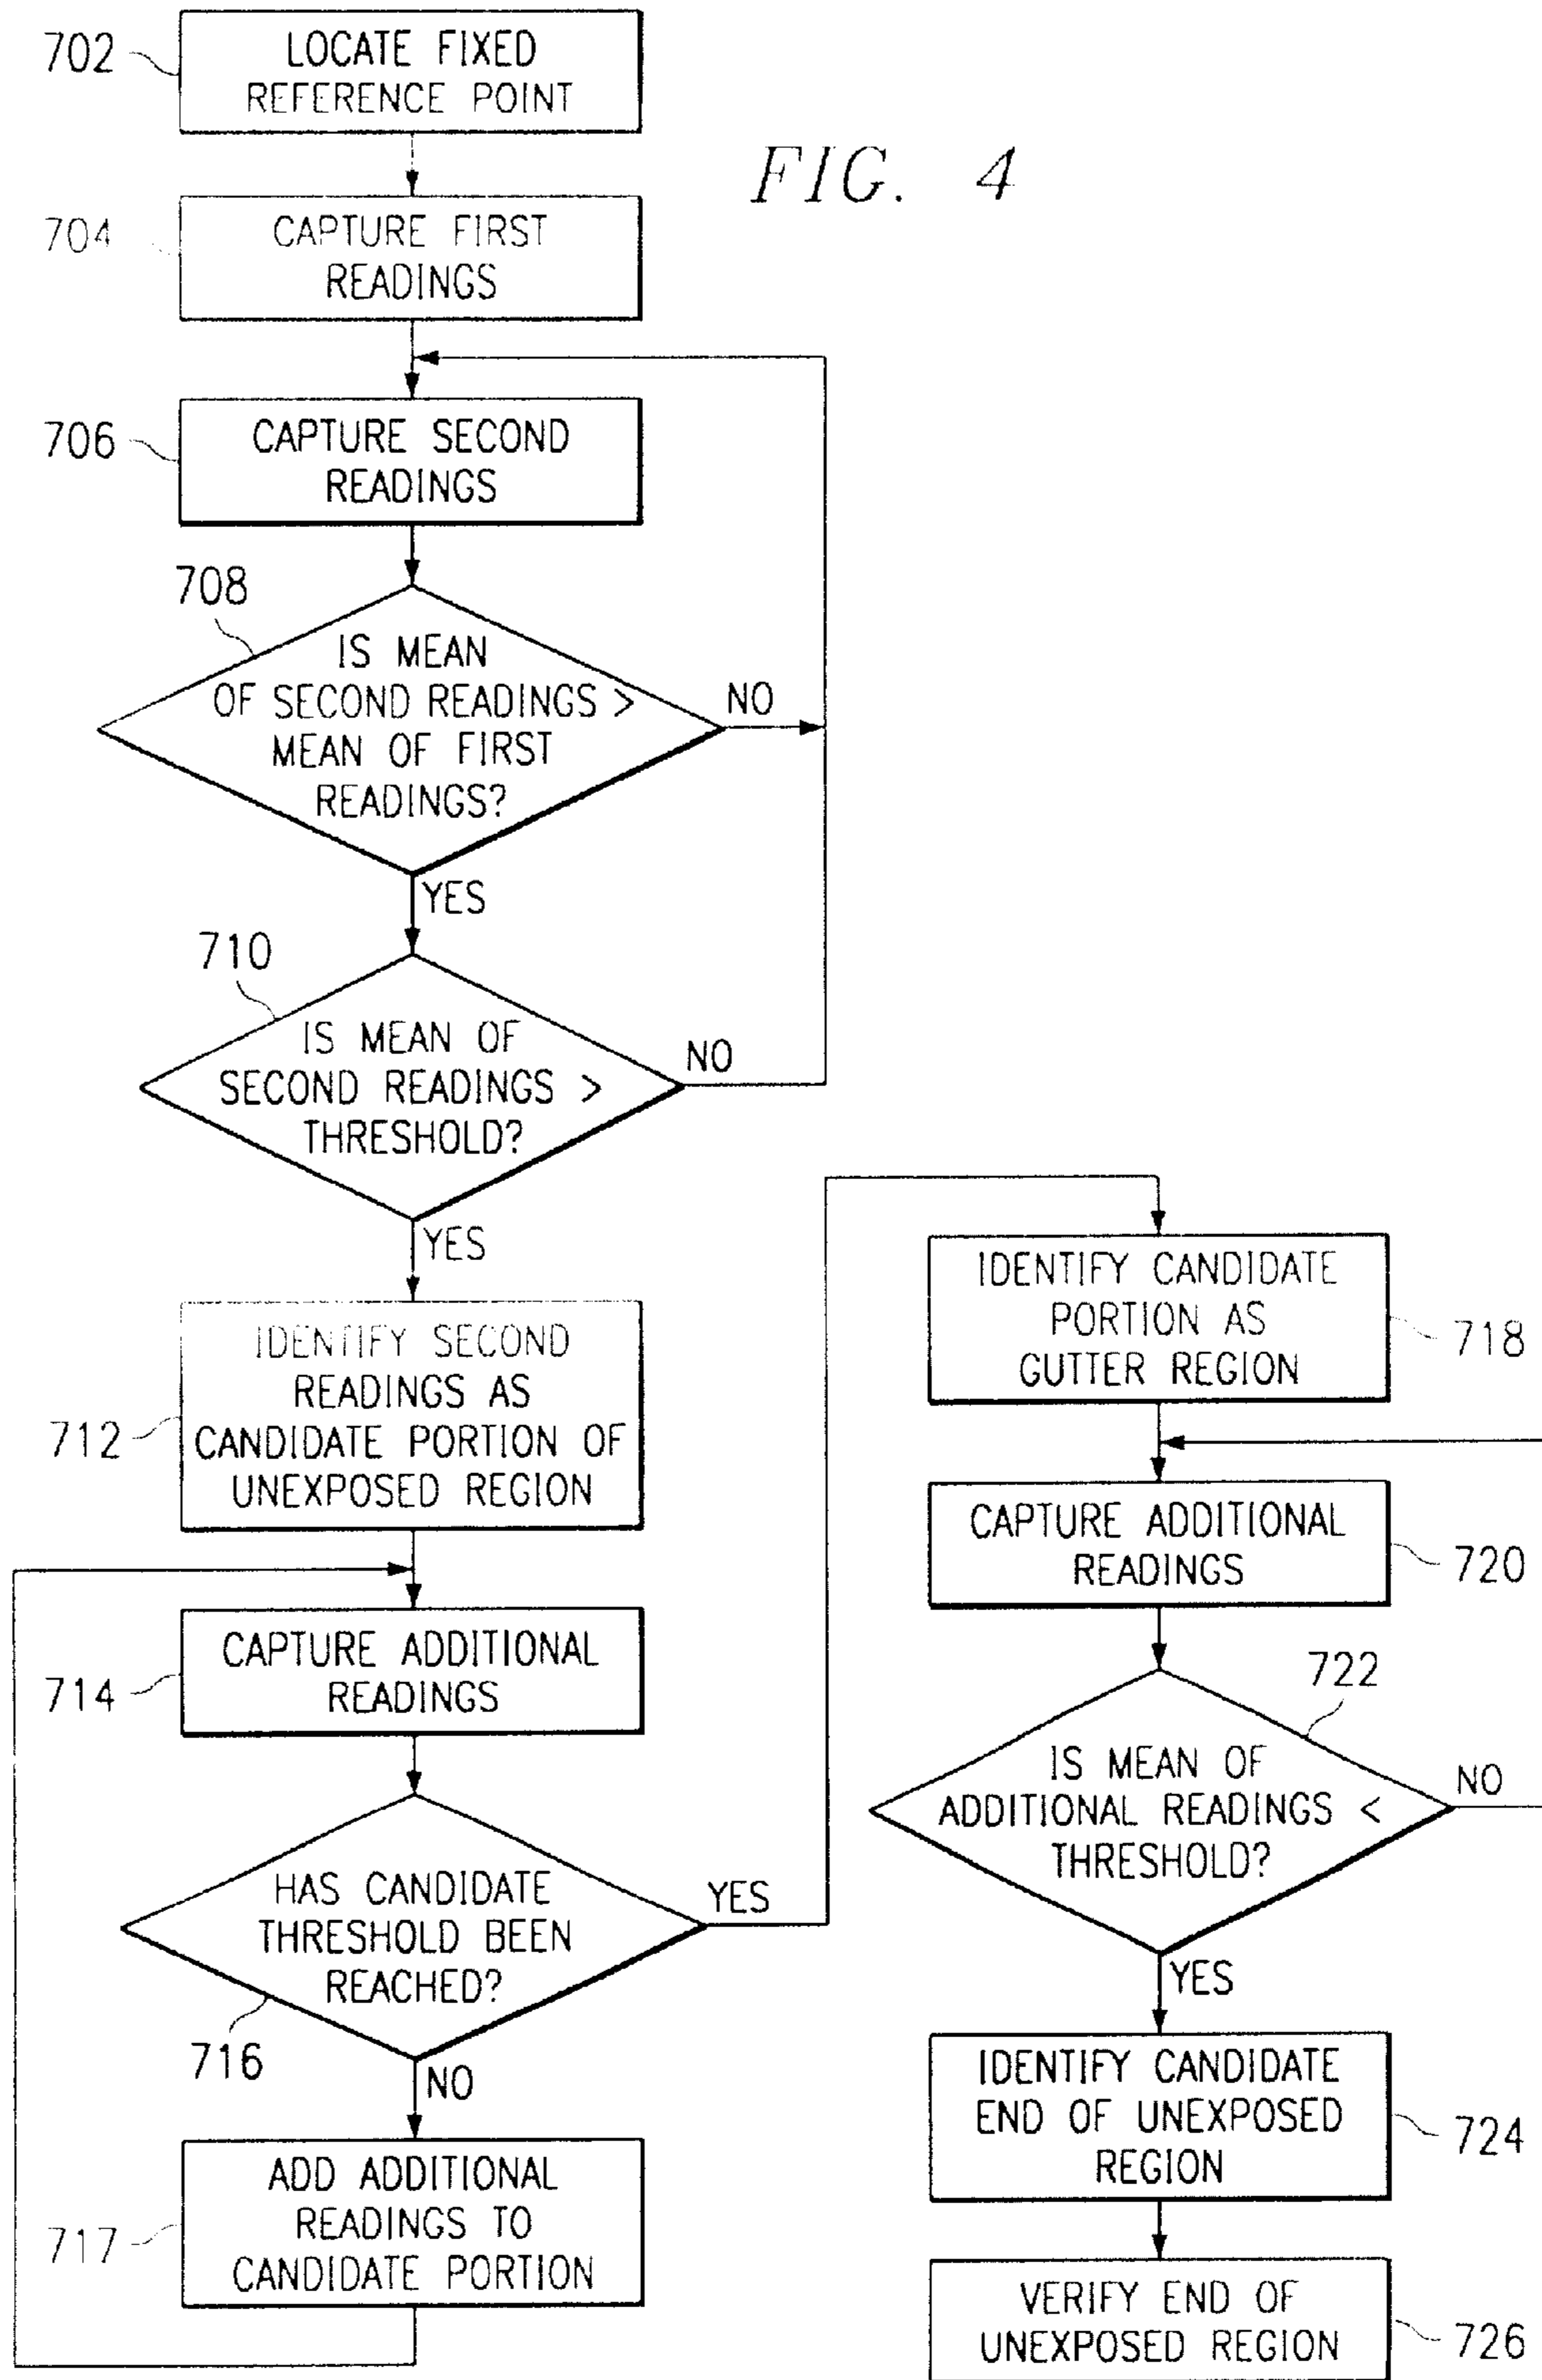 702
LOCATE FIXED
REFERENCE POINT
FIG. 4
704
CAPTURE FIRST
READINGS
706
CAPTURE SECOND
READINGS
708
IS MEAN
OF SECOND READINGS >
MEAN OF FIRST
READINGS?
NO
YES
710
IS MEAN OF
SECOND READINGS >
THRESHOLD?
NO
YES
712
IDENTIFY SECOND
READINGS AS
CANDIDATE PORTION OF
UNEXPOSED REGION
714
CAPTURE ADDITIONAL
READINGS
HAS CANDIDATE
THRESHOLD BEEN
REACHED?
YES
716
NO
717
ADD ADDITIONAL
READINGS TO
CANDIDATE PORTION
IDENTIFY CANDIDATE
PORTION AS
GUTTER REGION
718
CAPTURE ADDITIONAL
READINGS
720
722
IS MEAN OF
ADDITIONAL READINGS <
THRESHOLD?
NO
YES
IDENTIFY CANDIDATE
END OF UNEXPOSED
REGION
724
VERIFY END OF
UNEXPOSED REGION
726